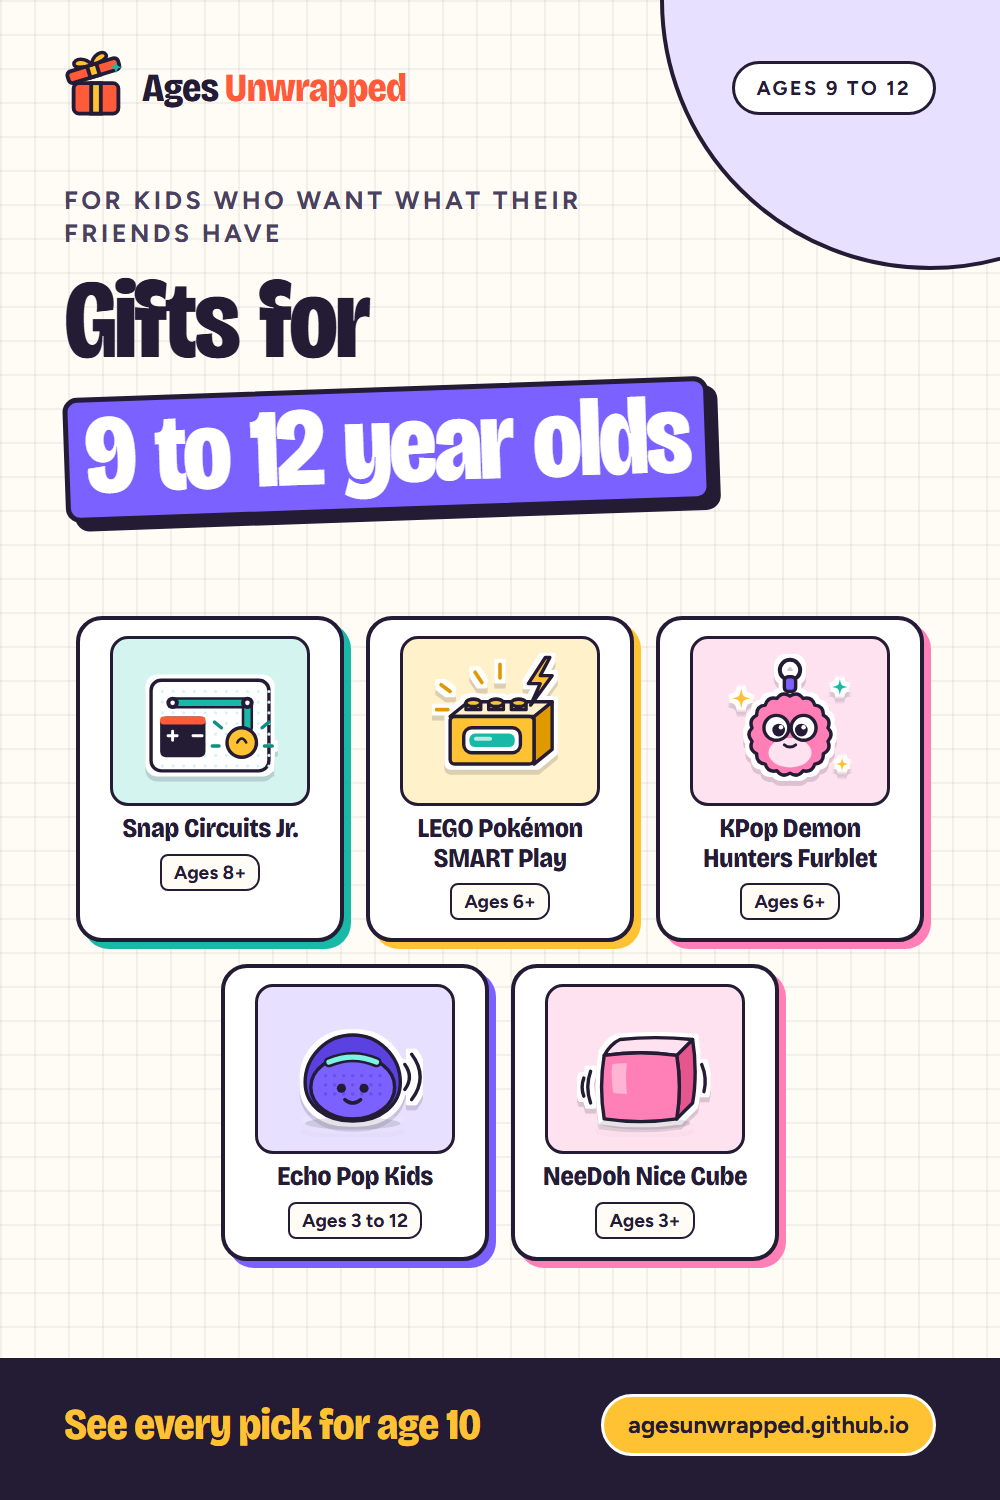 Ages Unwrapped
AGES 9 TO 12
FOR KIDS WHO WANT WHAT THEIR
FRIENDS HAVE
Gifts for
9 to 12 year olds
Snap Circuits Jr.
Ages 8+
LEGO Pokémon
SMART Play
Ages 6+
KPop Demon
Hunters Furblet
Ages 6+
Echo Pop Kids
Ages 3 to 12
NeeDoh Nice Cube
Ages 3+
See every pick for age 10
agesunwrapped.github.io